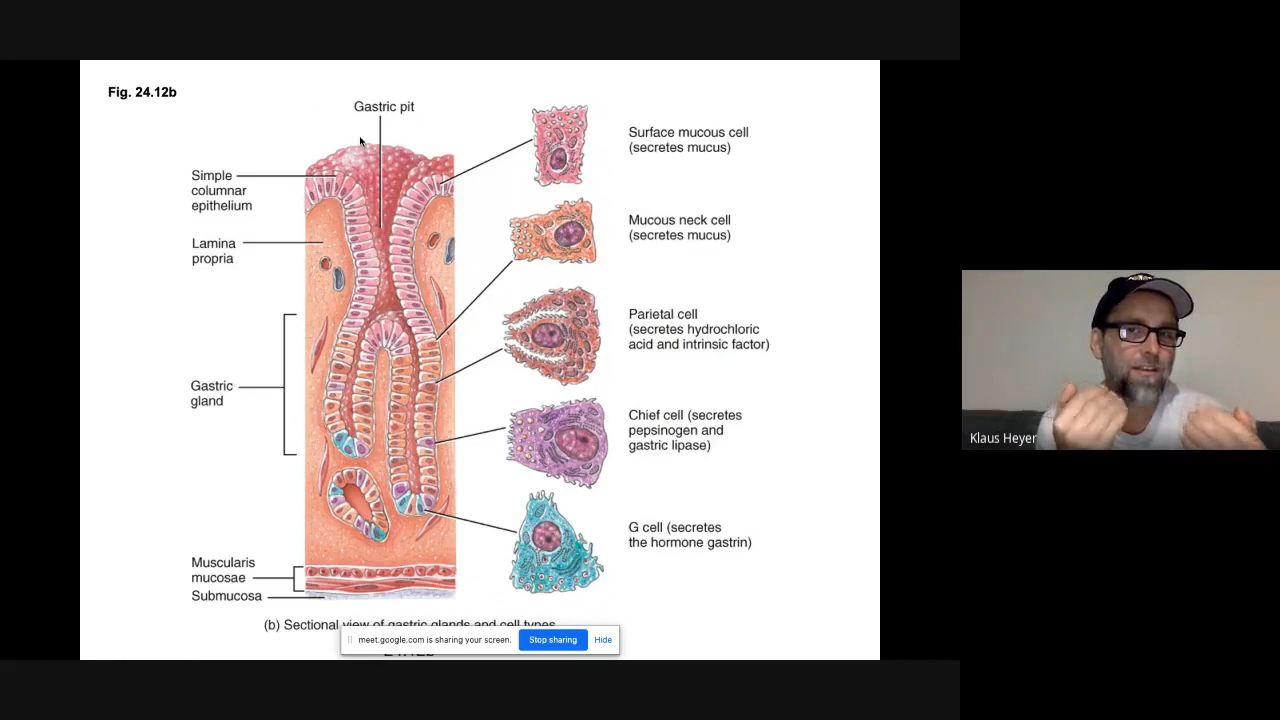 Fig. 24.12b
Gastric pit
Simple
columnar
epithelium
Lamina
propria
Gastric
gland
Muscularis
mucosae
Submucosa
Surface mucous cell
(secretes mucus)
Mucous neck cell
(secretes mucus)
Parietal cell
(secretes hydrochloric
acid and intrinsic factor)
Chief cell (secretes
pepsinogen and
gastric lipase)
G cell (secretes
the hormone gastrin)
(b) Sectional view of gastric glands and cell types
meet.google.com is sharing your screen.
Stop sharing
Hide
24.12b
Klaus Heyer